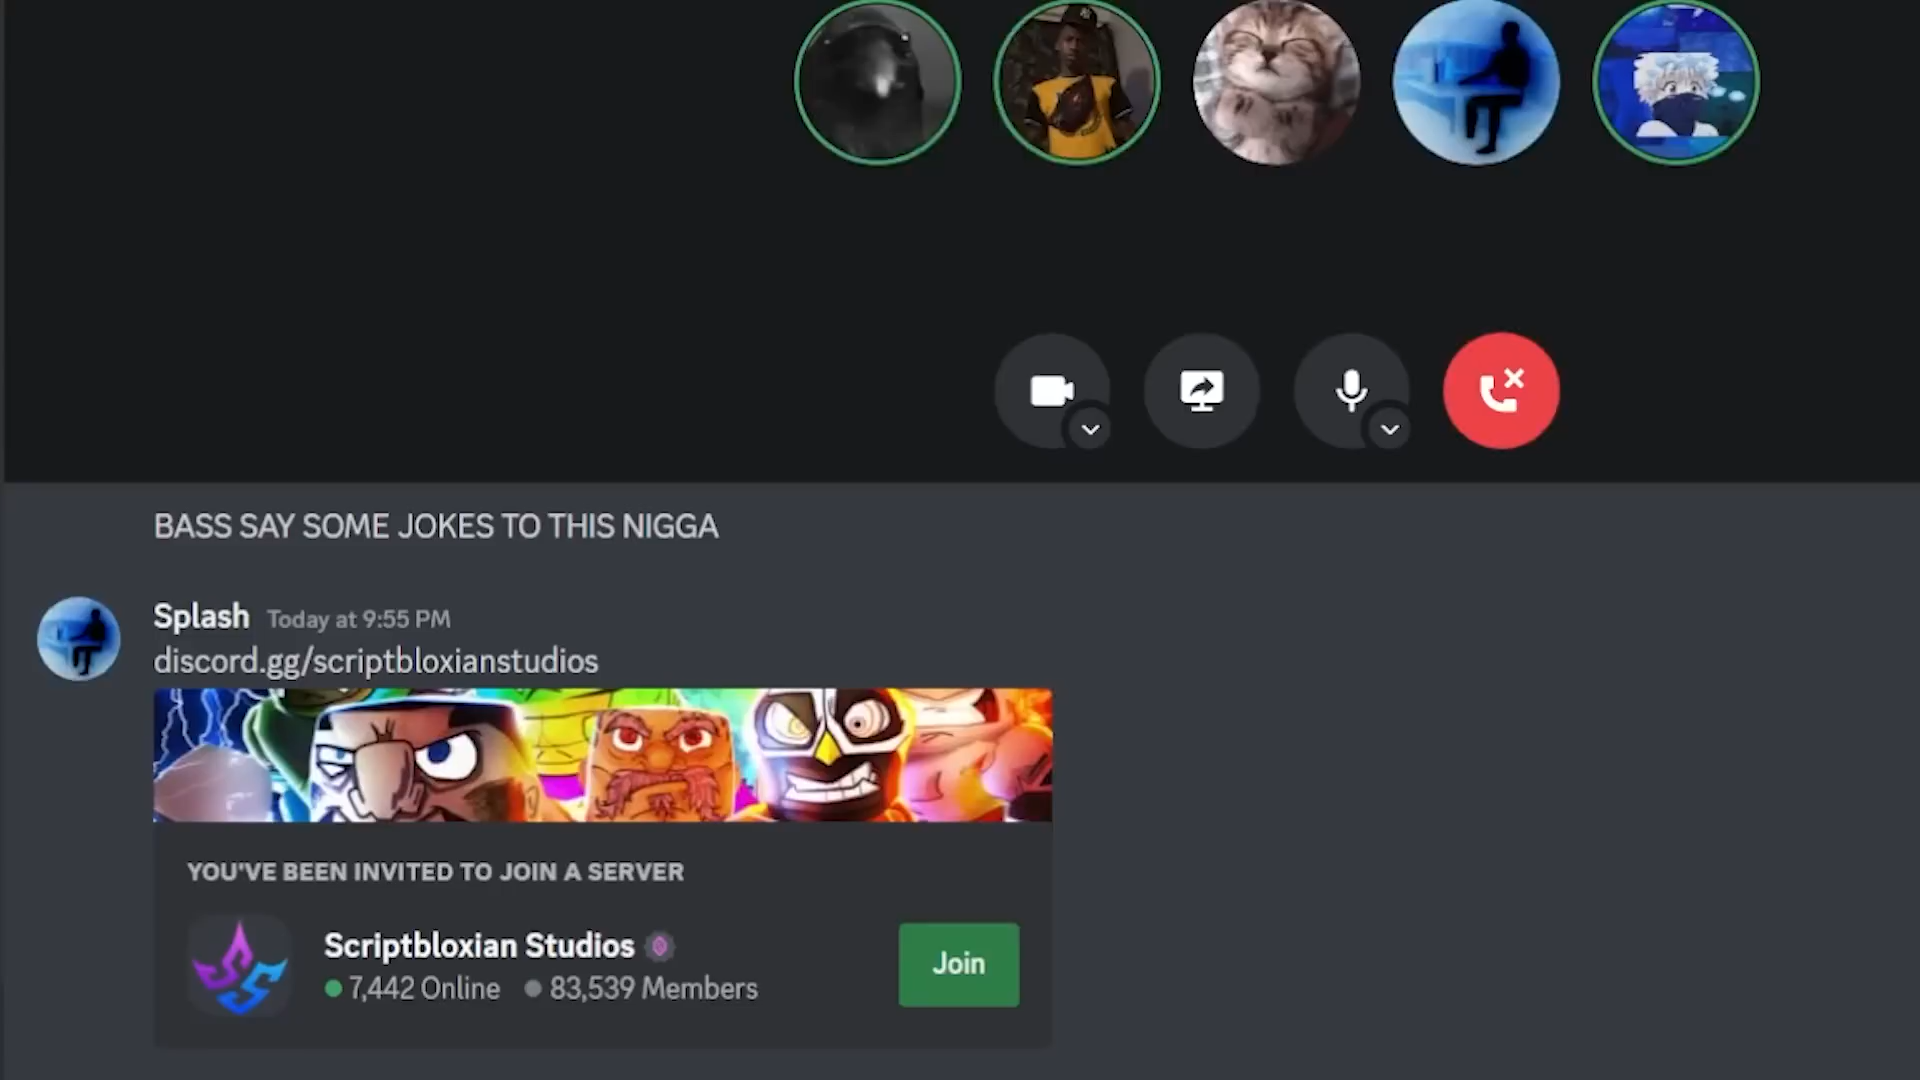 BASS SAY SOME JOKES TO THIS NIGGA
Splash Today at 9:55 PM
discord.gg/scriptbloxianstudios
YOU'VE BEEN INVITED TO JOIN A SERVER
Scriptbloxian Studios
7,442 Online 83,539 Members
Join